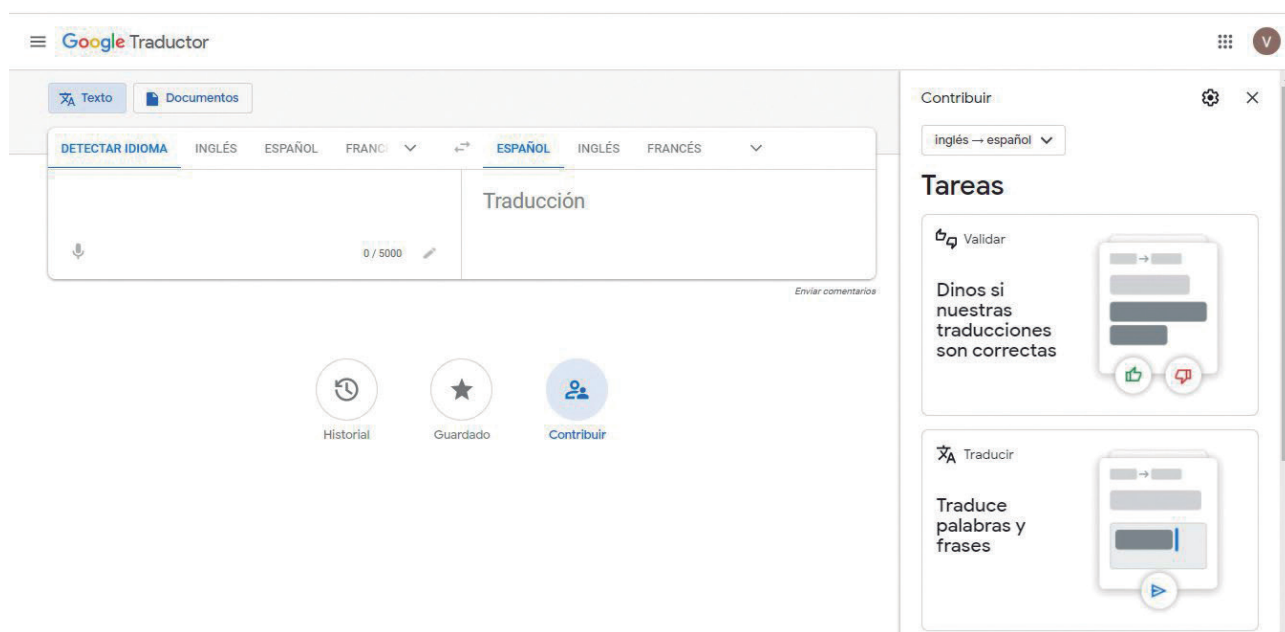 Google Traductor
V
Texto
Documentos
DETECTAR IDIOMA INGLÉS ESPAÑOL FRANC
ESPAÑOL INGLÉS FRANCÉS
Traducción
0 / 5000
Enviar comentarios
Historial
Guardado
Contribuir
Contribuir
inglés → español
Tareas
Validar
Dinos si
nuestras
traducciones
son correctas
Traducir
Traduce
palabras y
frases